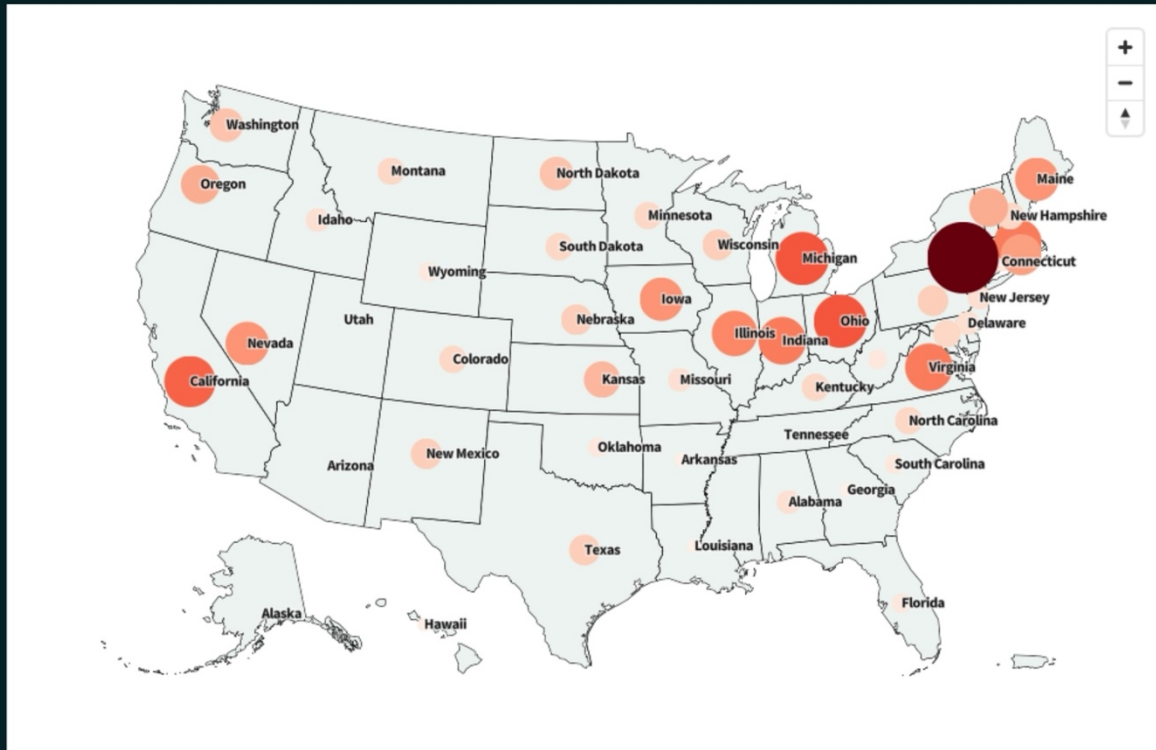 +
−
Washington
Montana
North Dakota
Maine
Oregon
Idaho
Minnesota
New Hampshire
South Dakota
Wisconsin
Michigan
Connecticut
Wyoming
Iowa
New Jersey
Utah
Nebraska
Ohio
Delaware
Nevada
Illinois
Indiana
Colorado
California
Kansas
Missouri
Kentucky
Virginia
North Carolina
Tennessee
Oklahoma
New Mexico
Arkansas
Arizona
South Carolina
Georgia
Alabama
Texas
Louisiana
Florida
Alaska
Hawaii